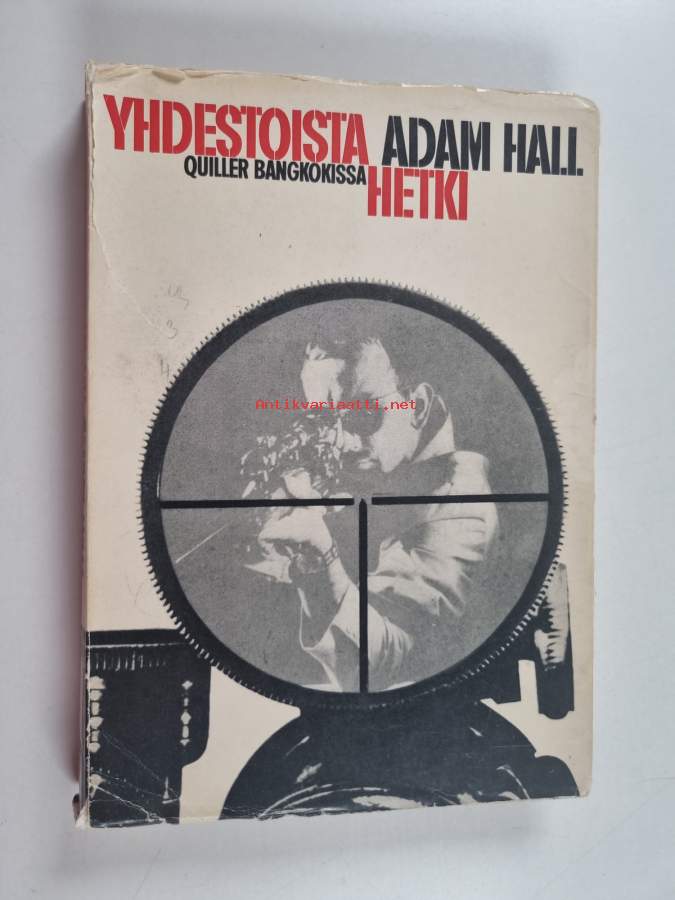 YHDESTOISTA ADAM HALL
QUILLER BANGKOKISSA HETKI
Antikvariaatti.net